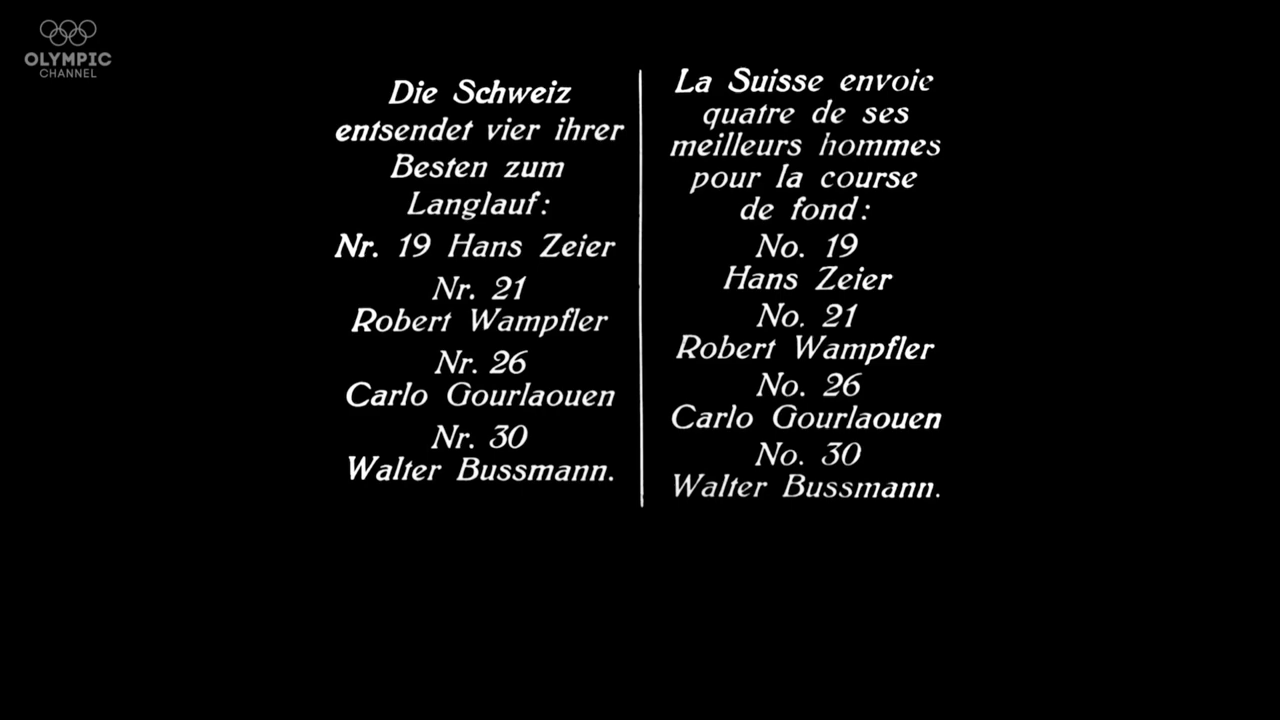 OLYMPIC
CHANNEL
Die Schweiz
entsendet vier ihrer
Besten zum
Langlauf:
Nr. 19 Hans Zeier
Nr. 21
Robert Wampfler
Nr. 26
Carlo Gourlaouen
Nr. 30
Walter Bussmann.
La Suisse envoie
quatre de ses
meilleurs hommes
pour la course
de fond:
No. 19
Hans Zeier
No. 21
Robert Wampfler
No. 26
Carlo Gourlaouen
No. 30
Walter Bussmann.